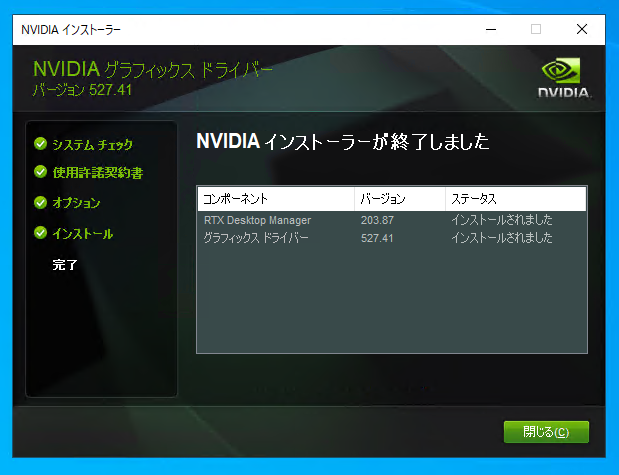 NVIDIA インストーラー
NVIDIA グラフィックス ドライバー
バージョン 527.41
NVIDIA.
システム チェック
使用許諾契約書
オプション
インストール
完了
NVIDIA インストーラーが終了しました
コンポーネント バージョン ステータス
RTX Desktop Manager 203.87 インストールされました
グラフィックス ドライバー 527.41 インストールされました
閉じる(C)